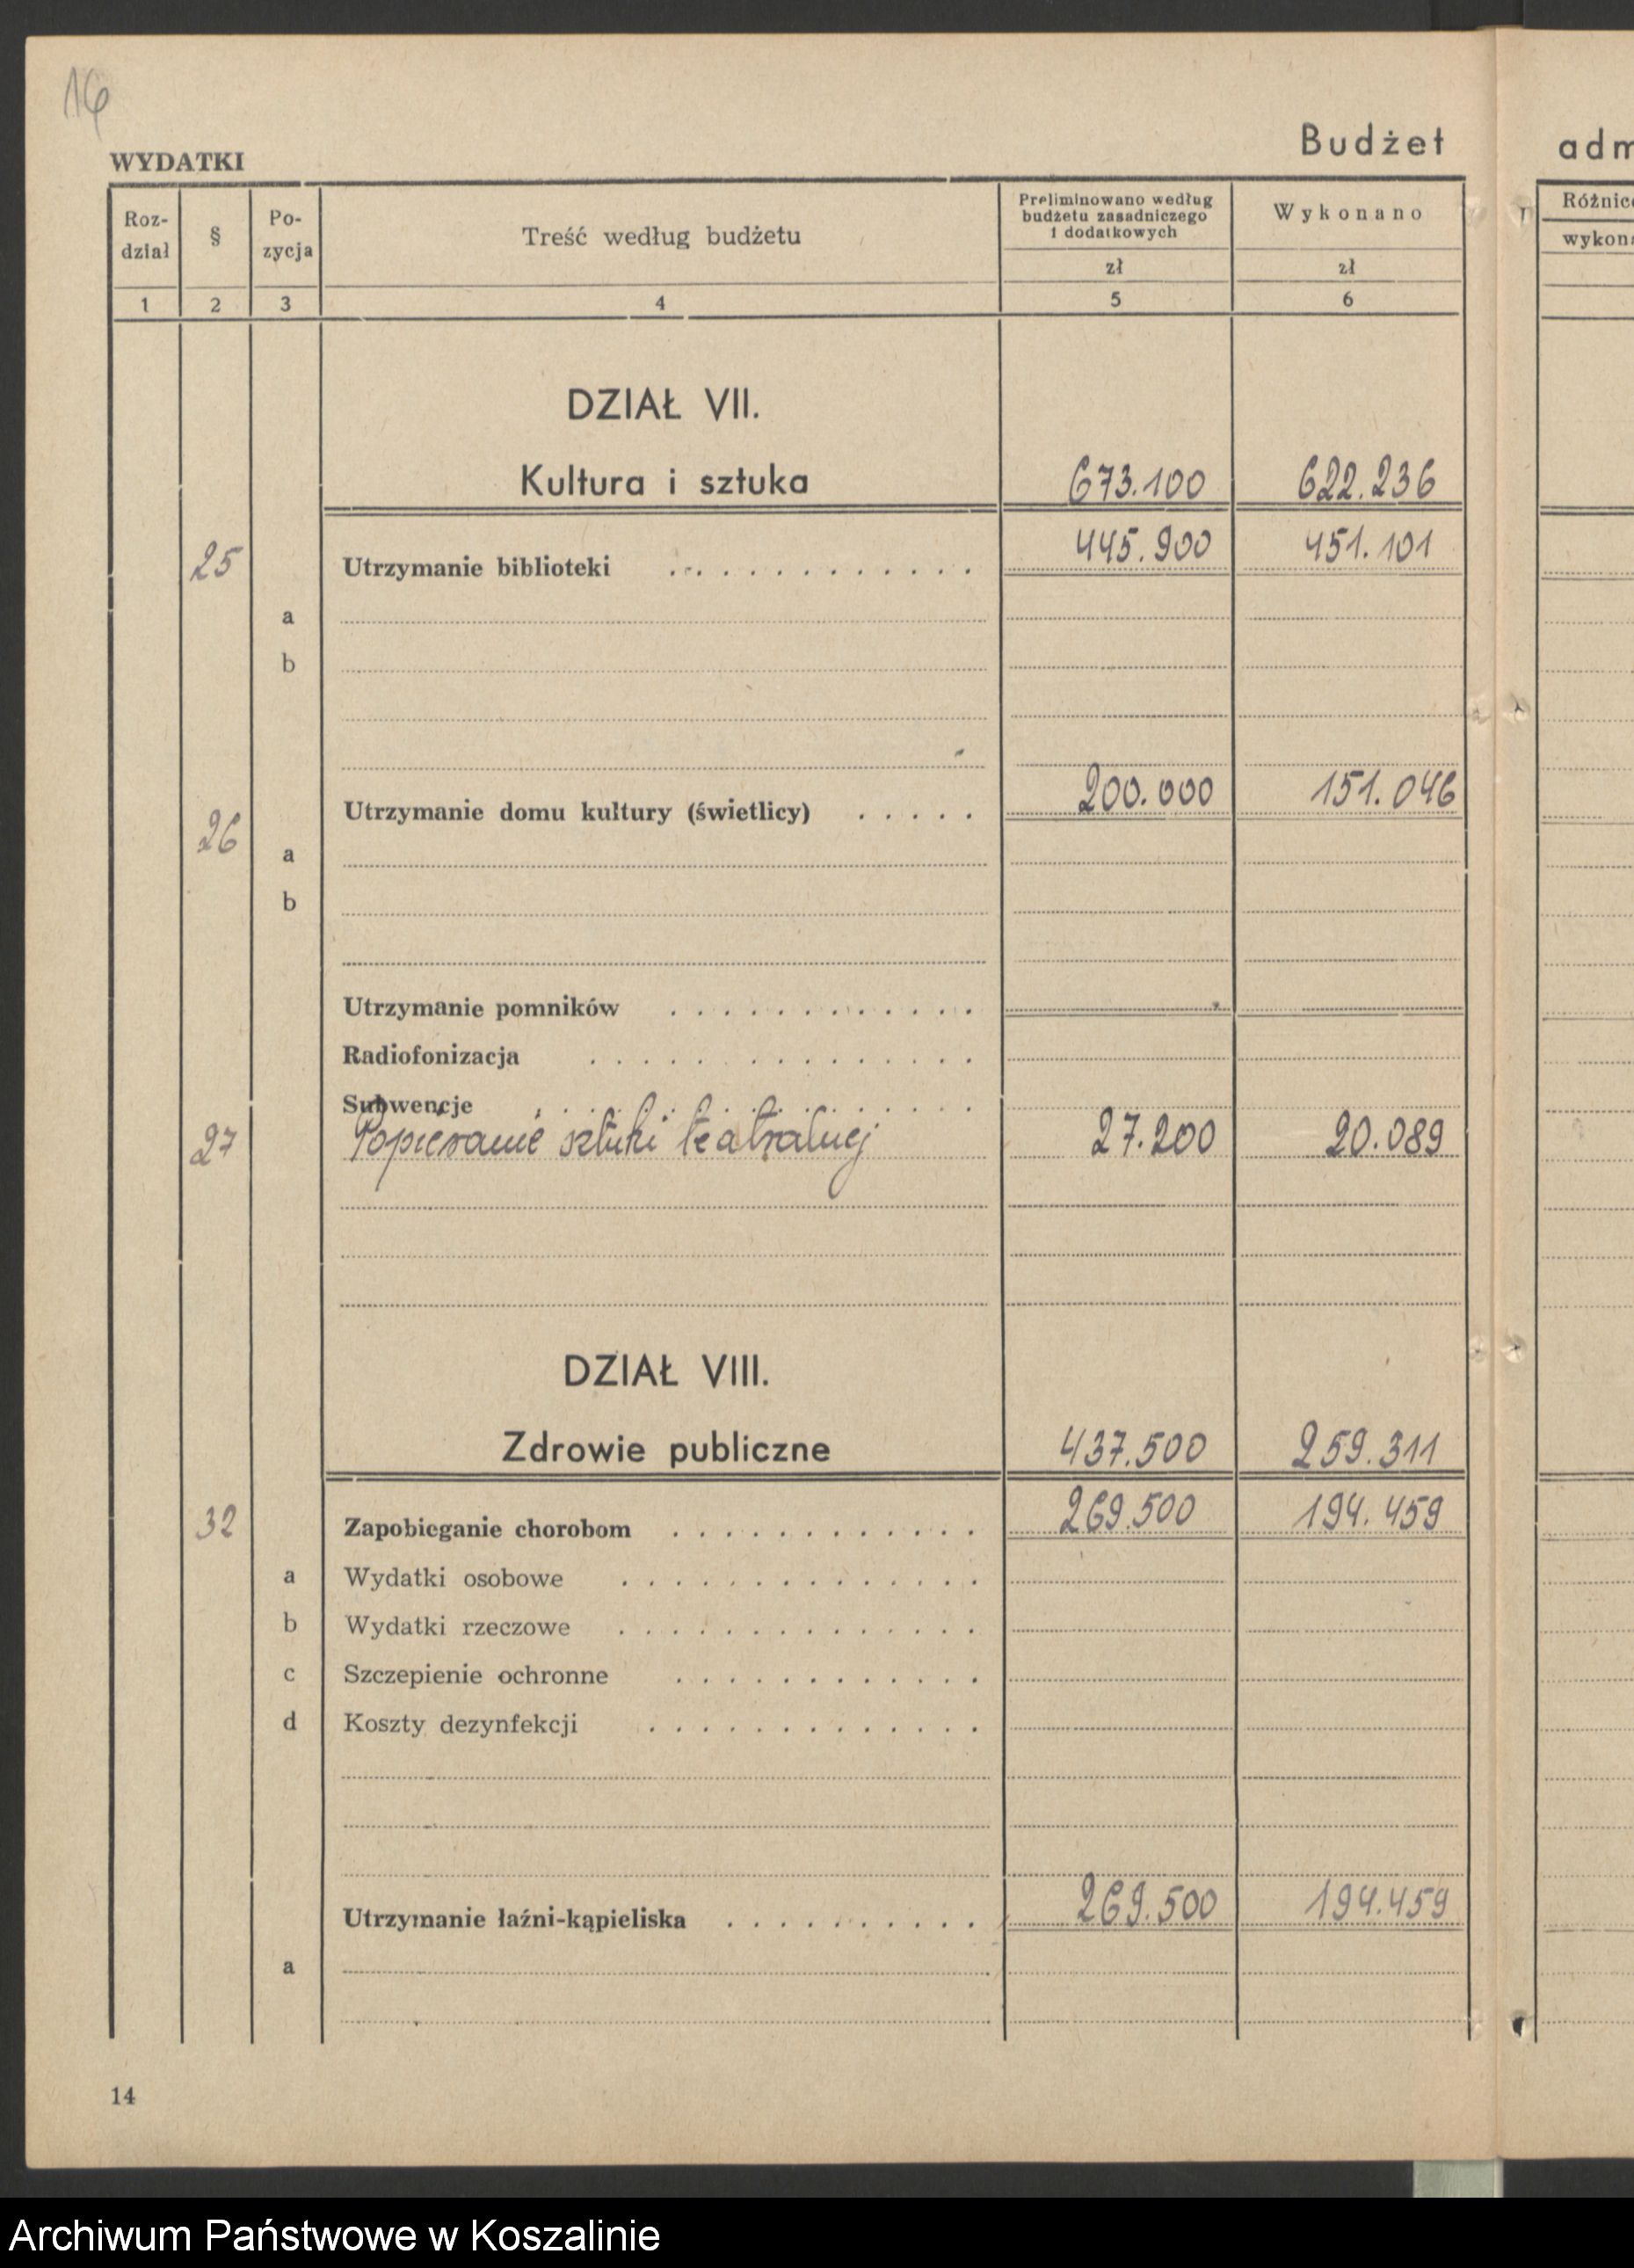 16
WYDATKI
Budżet
adm
Roz-
dział
§
Po-
zycja
Treść według budżetu
Preliminowano według
budżetu zasadniczego
i dodatkowych
Wykonano
Różnice
zł zł
wykona
1 2 3 4 5 6
DZIAŁ VII.
Kultura i sztuka 673.100 622.236
25 Utrzymanie biblioteki 445.900 451.101
a
b
26 Utrzymanie domu kultury (świetlicy) 200.000 151.046
a
b
Utrzymanie pomników
Radiofonizacja
Subwencje
27 Popieranie sztuki teatralnej 27.200 20.089
DZIAŁ VIII.
Zdrowie publiczne 437.500 259.311
32 Zapobieganie chorobom 269.500 194.459
a Wydatki osobowe
b Wydatki rzeczowe
c Szczepienie ochronne
d Koszty dezynfekcji
Utrzymanie łaźni-kąpieliska 269.500 194.459
a
14
Archiwum Państwowe w Koszalinie